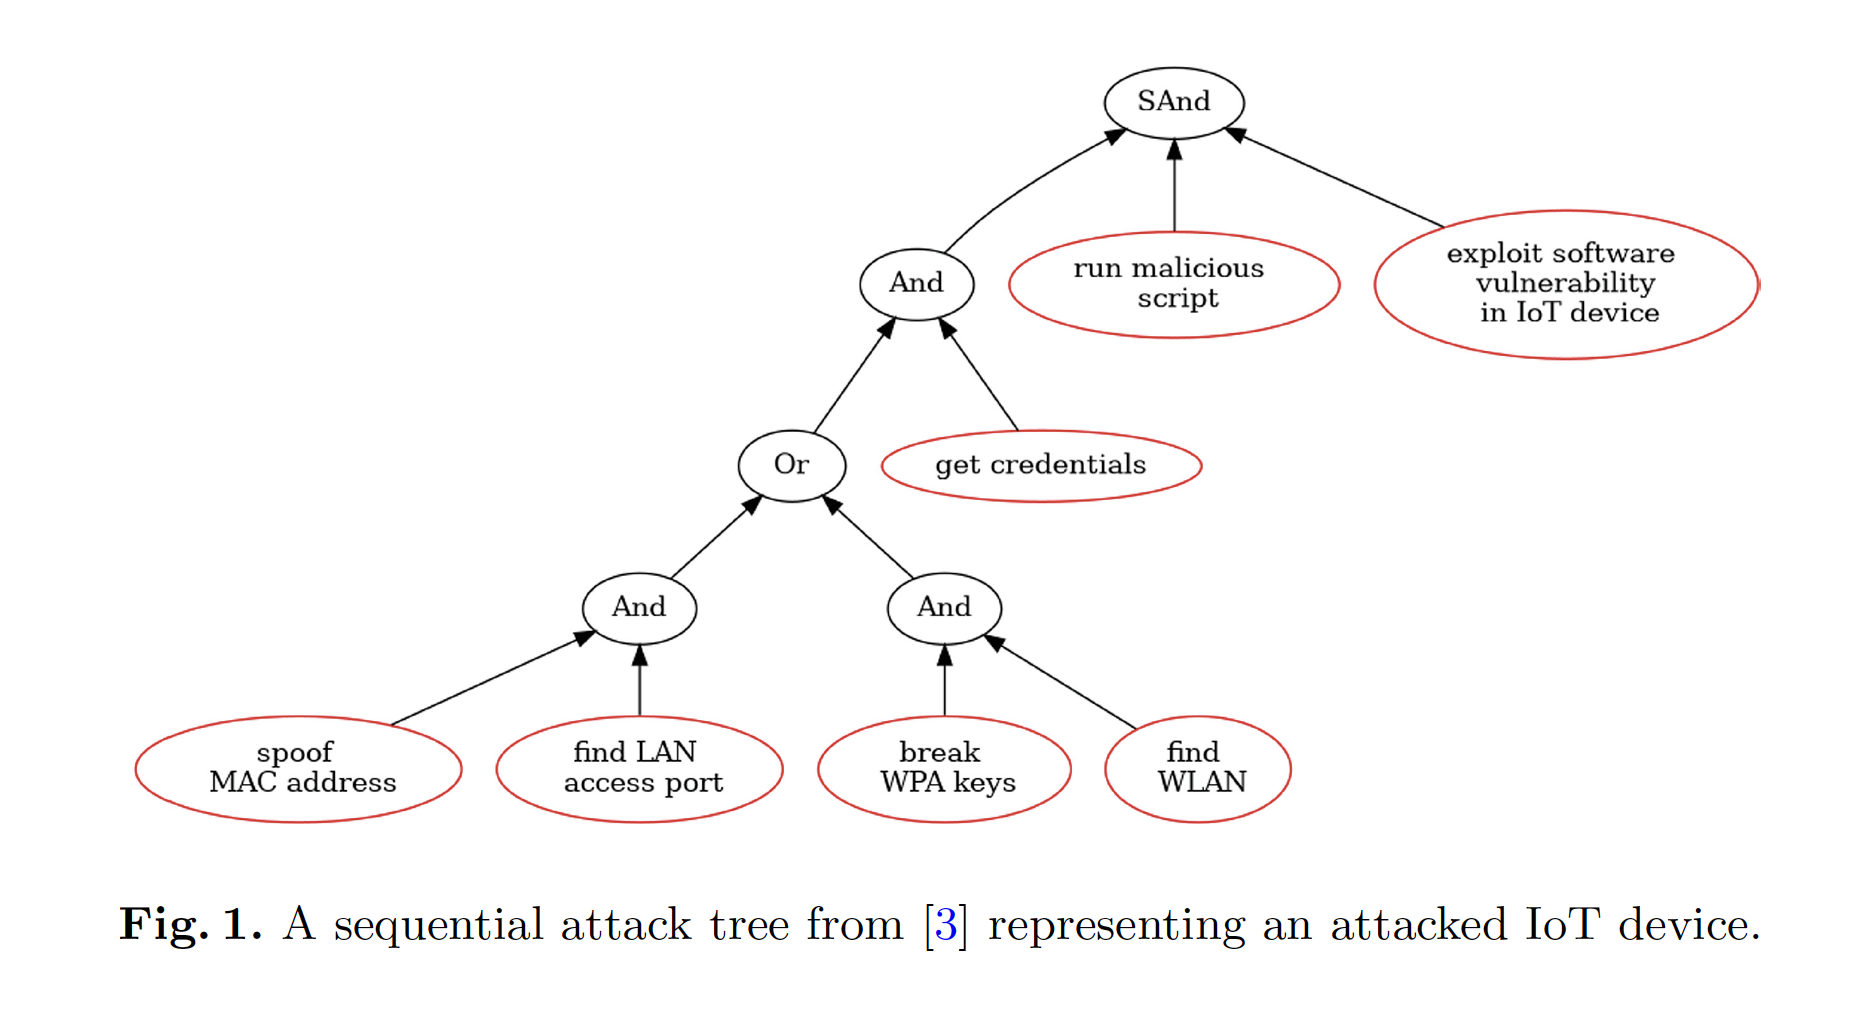 SAnd
And
run malicious
script
exploit software
vulnerability
in IoT device
Or
get credentials
And
And
spoof
MAC address
find LAN
access port
break
WPA keys
find
WLAN
Fig. 1. A sequential attack tree from [3] representing an attacked IoT device.